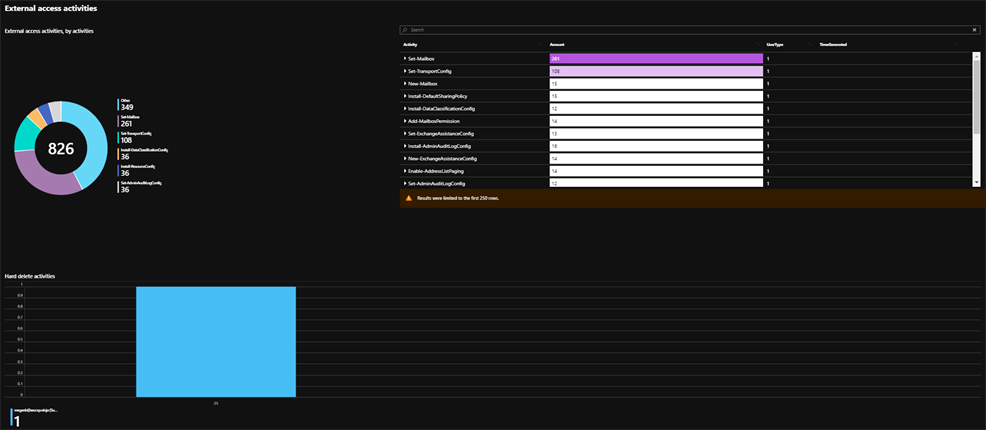 External access activities
External access activities, by activities
826
Other
349
Set-Mailbox
261
Set-TransportConfig
108
Install-DataClassificationConfig
36
Install-ResourceConfig
36
Set-AdminAuditLogConfig
36
Search
Activity Amount UserType TimeGenerated
Set-Mailbox 261 1
Set-TransportConfig 108 1
New-Mailbox 15 1
Install-DefaultSharingPolicy 15 1
Install-DataClassificationConfig 12 1
Add-MailboxPermission 14 1
Set-ExchangeAssistanceConfig 13 1
Install-AdminAuditLogConfig 16 1
New-ExchangeAssistanceConfig 14 1
Enable-AddressListPaging 14 1
Set-AdminAuditLogConfig 12 1
Results were limited to the first 250 rows.
Hard delete activities
1
0.9
0.8
0.7
0.6
0.5
0.4
0.3
0.2
0.1
0
1